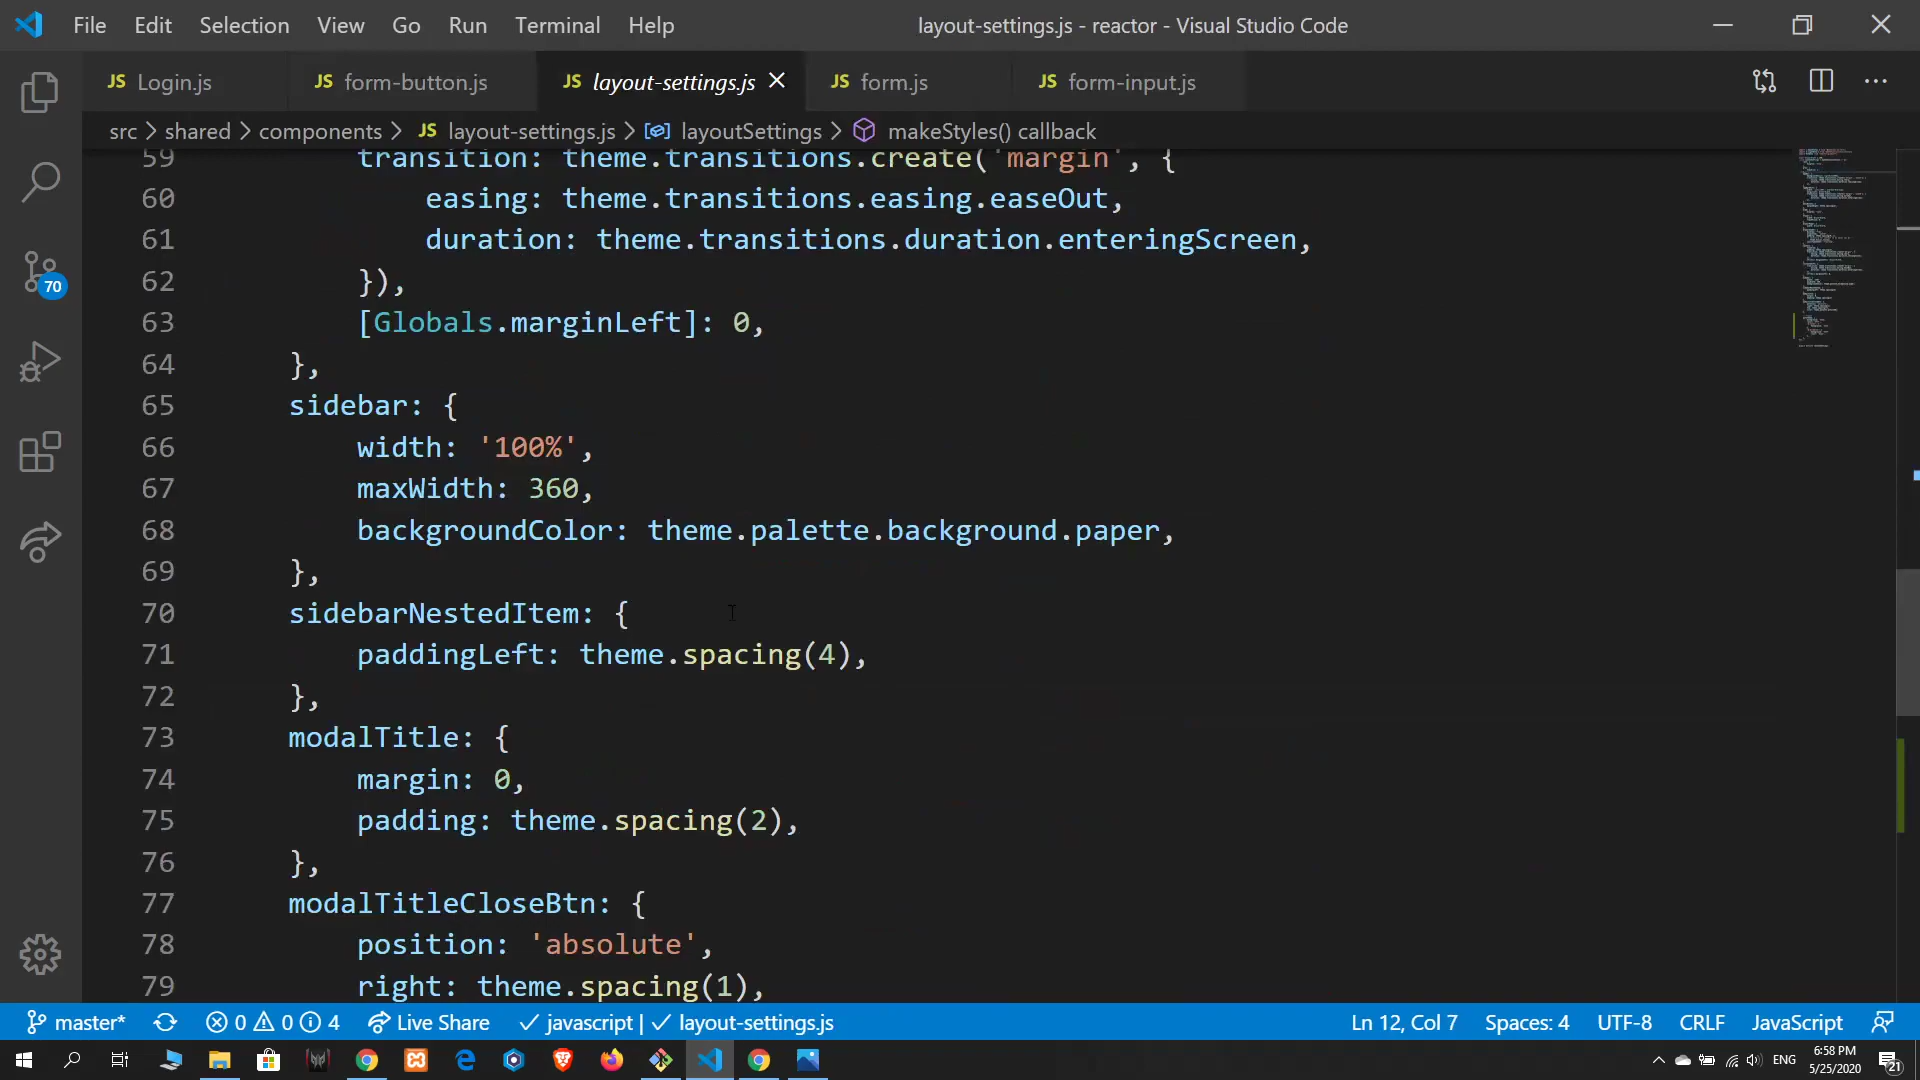 File Edit Selection View Go Run Terminal Help layout-settings.js - reactor - Visual Studio Code
JS Login.js JS form-button.js JS layout-settings.js JS form.js JS form-input.js
src > shared > components > JS layout-settings.js > layoutSettings > makeStyles() callback
59 transition: theme.transitions.create('margin', {
60 easing: theme.transitions.easing.easeOut,
61 duration: theme.transitions.duration.enteringScreen,
62 }),
63 [Globals.marginLeft]: 0,
64 },
65 sidebar: {
66 width: '100%',
67 maxWidth: 360,
68 backgroundColor: theme.palette.background.paper,
69 },
70 sidebarNestedItem: {
71 paddingLeft: theme.spacing(4),
72 },
73 modalTitle: {
74 margin: 0,
75 padding: theme.spacing(2),
76 },
77 modalTitleCloseBtn: {
78 position: 'absolute',
79 right: theme.spacing(1),
70
master* 0 0 4 Live Share javascript | layout-settings.js Ln 12, Col 7 Spaces: 4 UTF-8 CRLF JavaScript
ENG 6:58 PM
5/25/2020 21